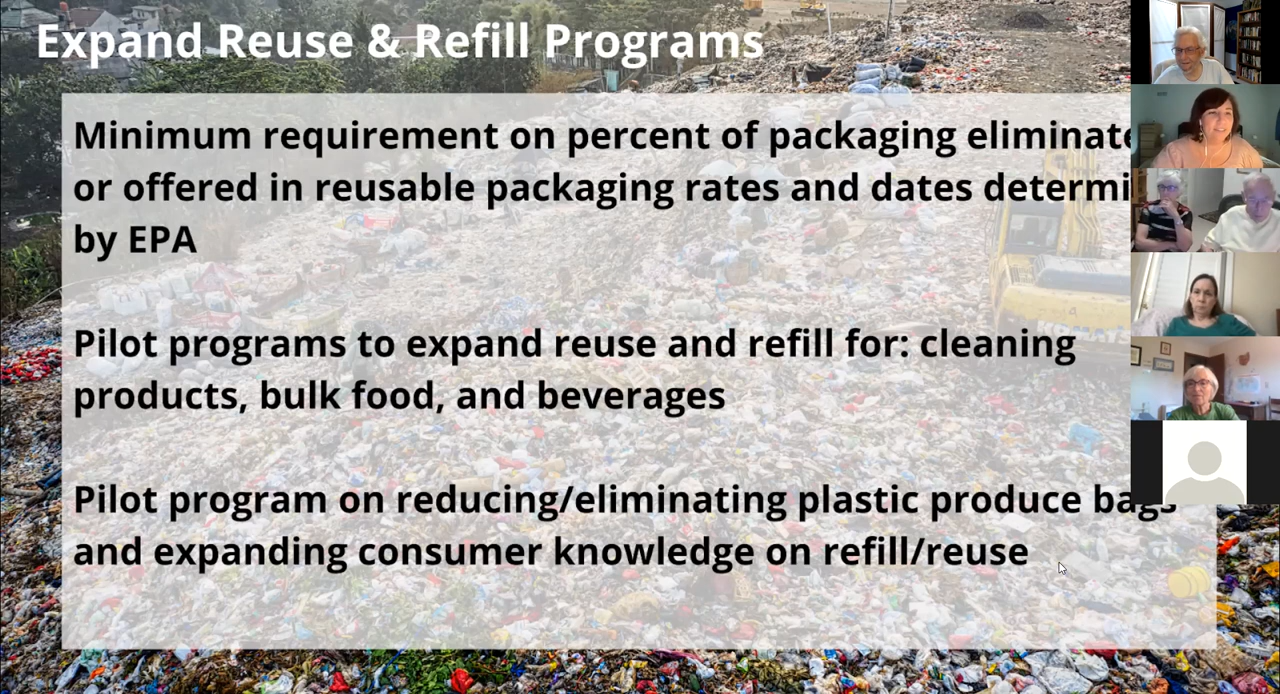 Expand Reuse & Refill Programs
Minimum requirement on percent of packaging eliminate
or offered in reusable packaging rates and dates determi
by EPA
Pilot programs to expand reuse and refill for: cleaning
products, bulk food, and beverages
Pilot program on reducing/eliminating plastic produce bags
and expanding consumer knowledge on refill/reuse